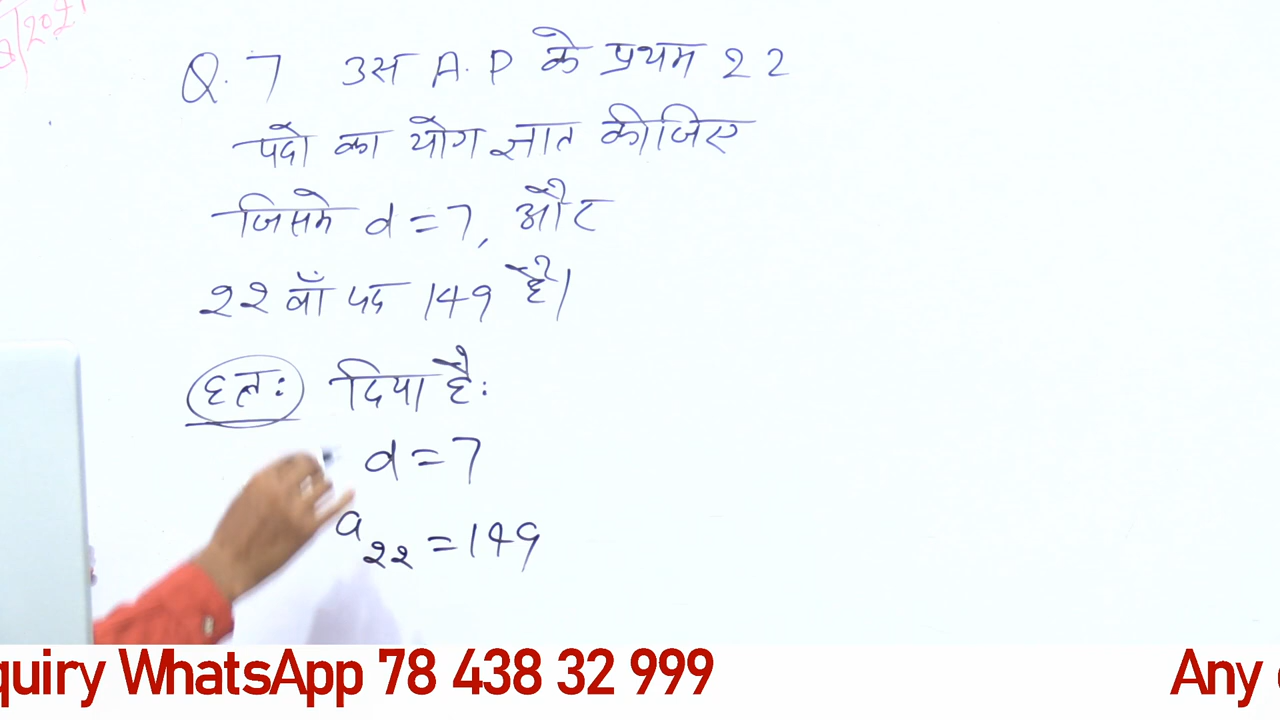 Q. 7 उस A.P के प्रथम 22
पदो का योग ज्ञात कीजिए
जिसमे d = 7, और
22 वाँ पद 149 है।
हल: दिया है:
d = 7
a22 = 149
quiry WhatsApp 78 438 32 999 Any